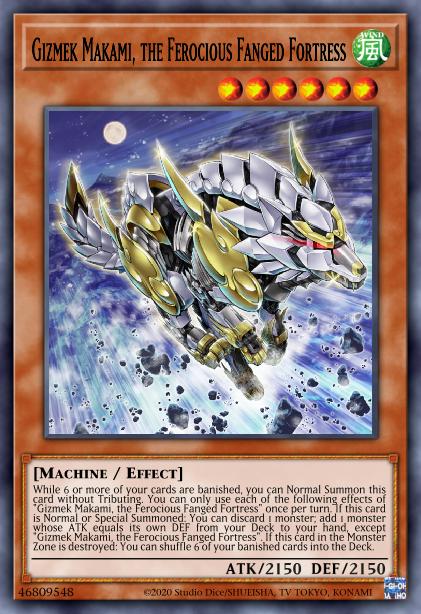 Gizmek Makami, the Ferocious Fanged Fortress
WIND
風
[Machine / Effect]
While 6 or more of your cards are banished, you can Normal Summon
this card without Tributing. You can only use each of the following effects
of "Gizmek Makami, the Ferocious Fanged Fortress" once per turn. If this card
is Normal or Special Summoned: You can discard 1 monster; add 1 monster
whose ATK equals its own DEF from your Deck to your hand, except
"Gizmek Makami, the Ferocious Fanged Fortress". If this card in the Monster
Zone is destroyed: You can shuffle 6 of your banished cards into the Deck.
ATK/2150 DEF/2150
46809548 ©2020 Studio Dice/SHUEISHA, TV TOKYO, KONAMI